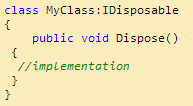 class MyClass:IDisposable
{
    public void Dispose()
 {
  //implementation
 }
}